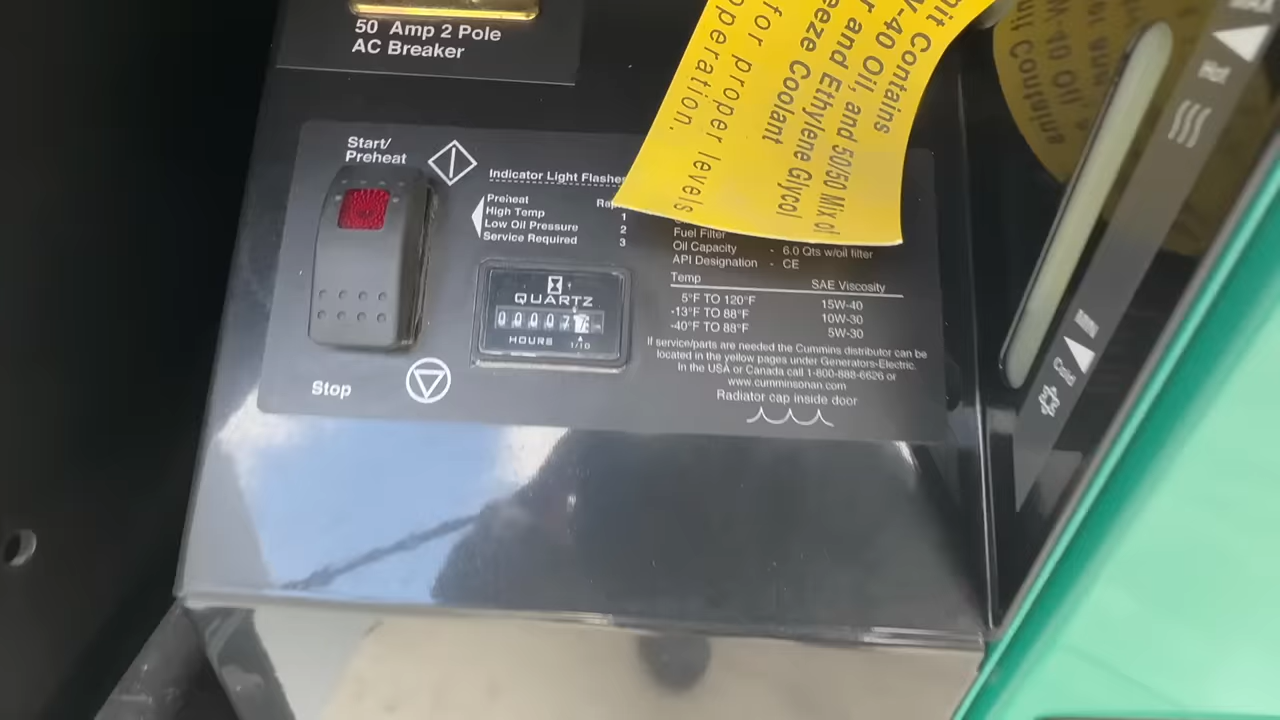 50 Amp 2 Pole
AC Breaker
Start/
Preheat
Indicator Light Flashes
Preheat
High Temp 1
Low Oil Pressure 2
Service Required 3
QUARTZ
HOURS 1/10
Stop
Contains
-40 Oil, and 50/50 Mix of
and Ethylene Glycol
Coolant
for proper levels
Fuel Filter
Oil Capacity - 6.0 Qts w/oil filter
API Designation - CE
Temp SAE Viscosity
5°F TO 120°F 15W-40
-13°F TO 88°F 10W-30
-40°F TO 88°F 5W-30
If service/parts are needed the Cummins distributor can be
located in the yellow pages under Generators-Electric.
In the USA or Canada call 1-800-888-6626 or
www.cumminsonan.com
Radiator cap inside door